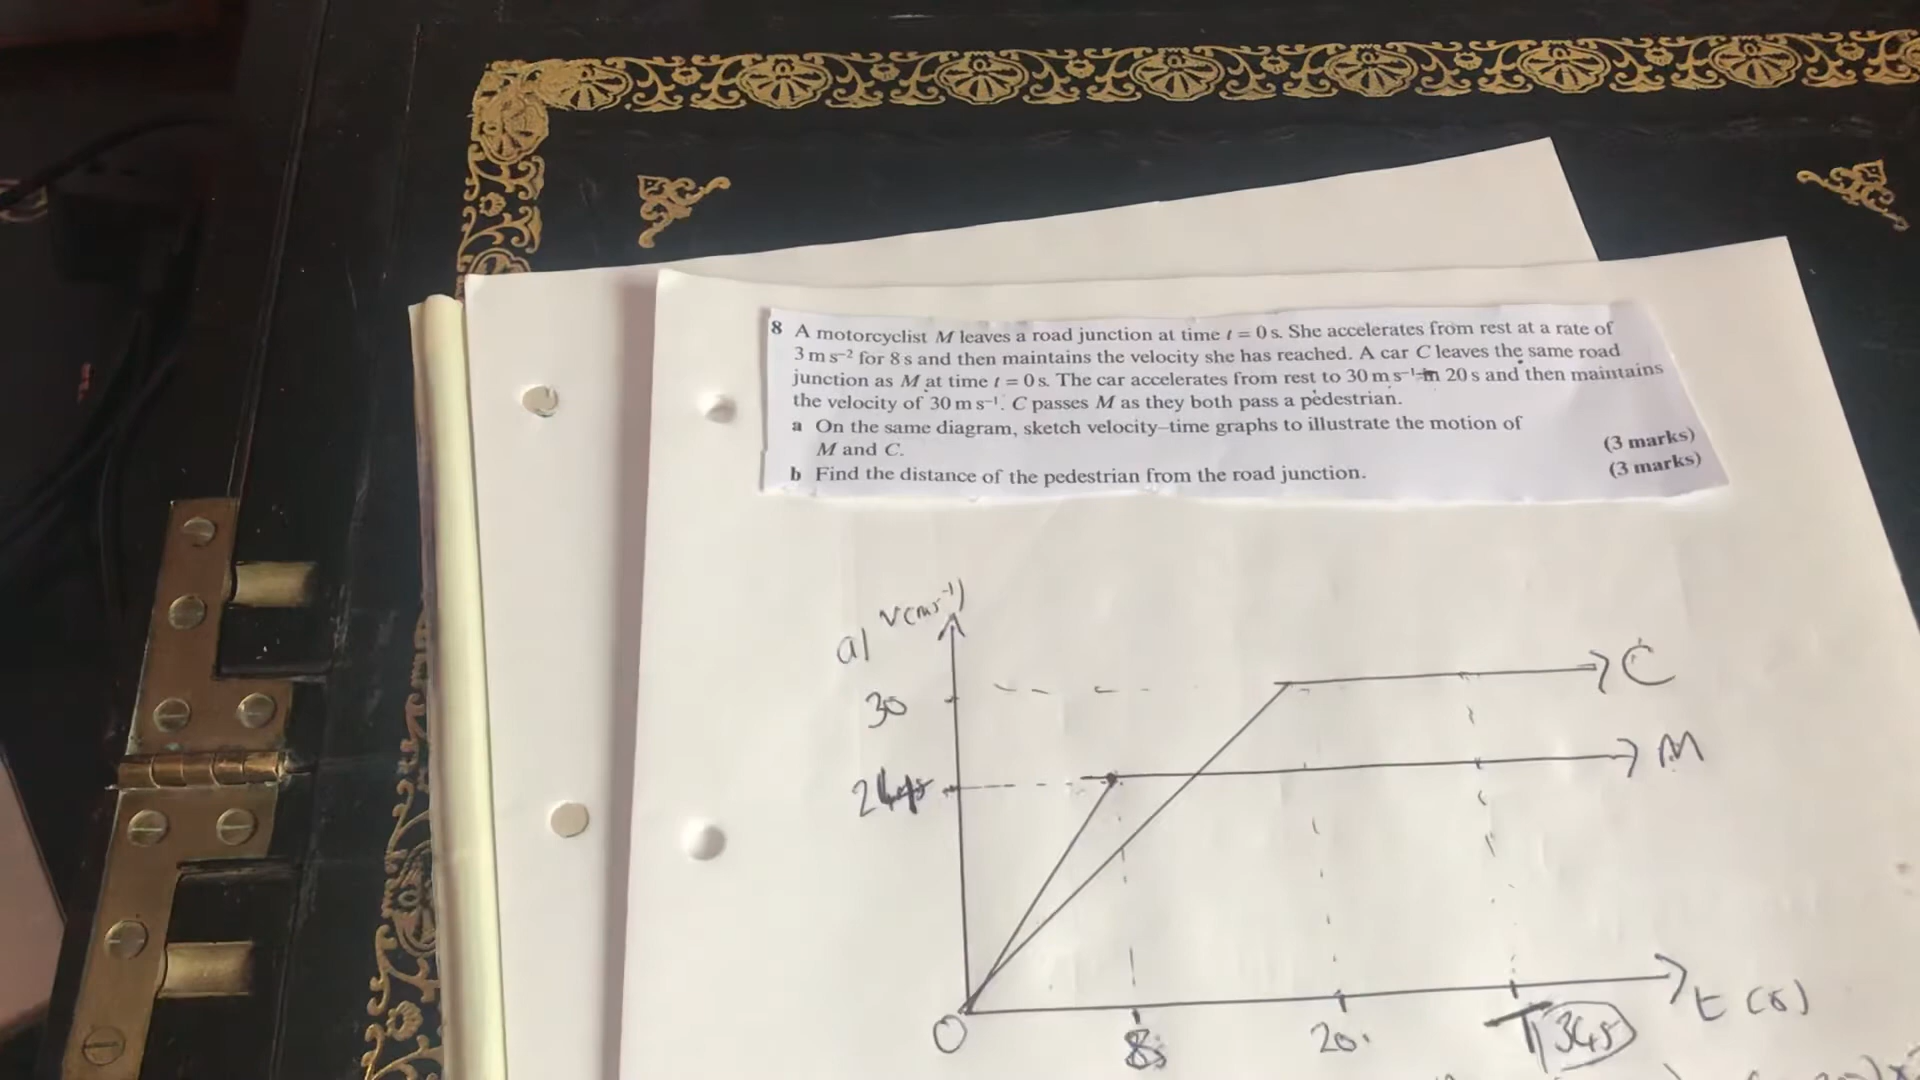 8 A motorcyclist M leaves a road junction at time t = 0 s. She accelerates from rest at a rate of
3 m s⁻² for 8 s and then maintains the velocity she has reached. A car C leaves the same road
junction as M at time t = 0 s. The car accelerates from rest to 30 m s⁻¹ in 20 s and then maintains
the velocity of 30 m s⁻¹. C passes M as they both pass a pedestrian.
a On the same diagram, sketch velocity–time graphs to illustrate the motion of
M and C. (3 marks)
b Find the distance of the pedestrian from the road junction. (3 marks)
a) V(ms⁻¹)
30
C
24
M
O
8
20
T
t (s)